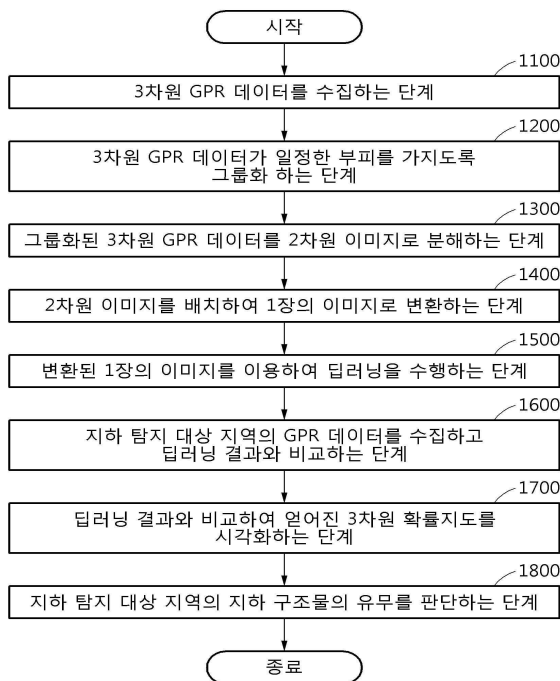 시작
1100
3차원 GPR 데이터를 수집하는 단계
1200
3차원 GPR 데이터가 일정한 부피를 가지도록
그룹화 하는 단계
1300
그룹화된 3차원 GPR 데이터를 2차원 이미지로 분해하는 단계
1400
2차원 이미지를 배치하여 1장의 이미지로 변환하는 단계
1500
변환된 1장의 이미지를 이용하여 딥러닝을 수행하는 단계
1600
지하 탐지 대상 지역의 GPR 데이터를 수집하고
딥러닝 결과와 비교하는 단계
1700
딥러닝 결과와 비교하여 얻어진 3차원 확률지도를
시각화하는 단계
1800
지하 탐지 대상 지역의 지하 구조물의 유무를 판단하는 단계
종료